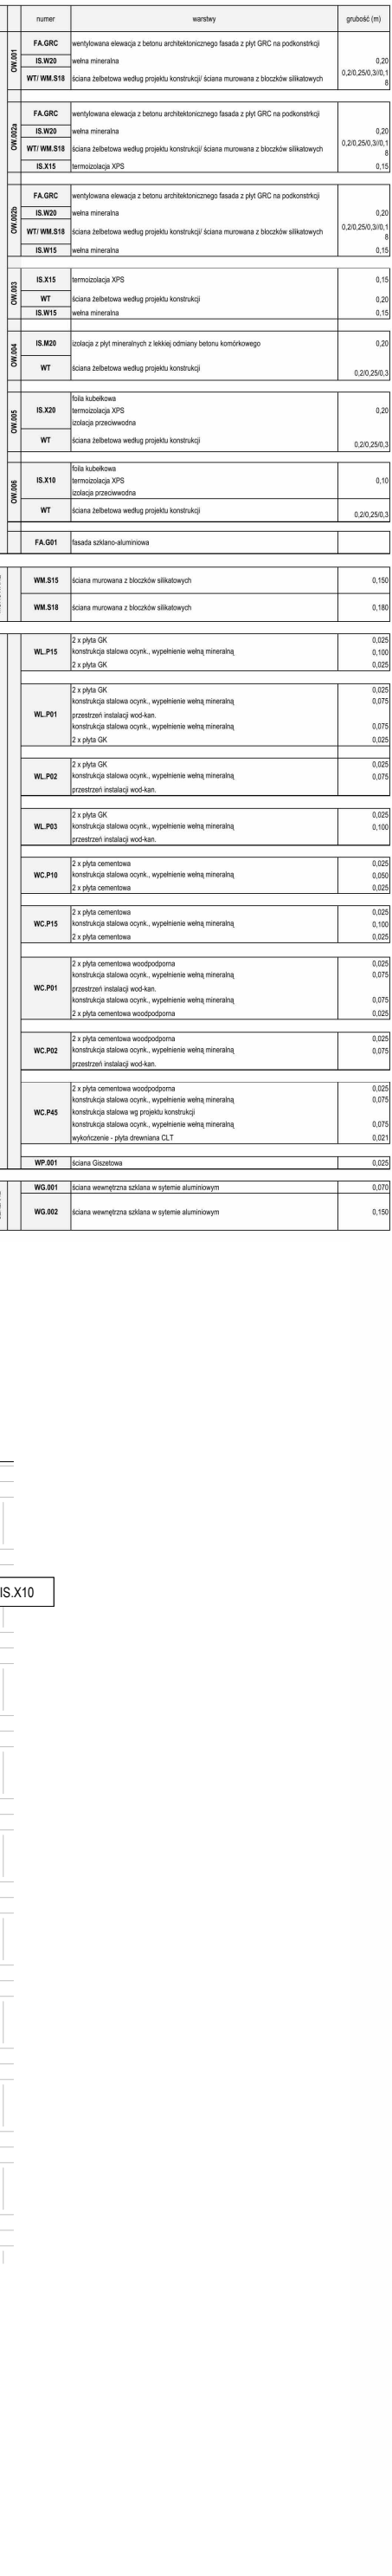 numer warstwy grubość (m)
OW.001
FA.GRC wentylowana elewacja z betonu architektonicznego fasada z płyt GRC na podkonstrkcji
IS.W20 wełna mineralna 0,20
WT/ WM.S18 ściana żelbetowa według projektu konstrukcji/ ściana murowana z bloczków silikatowych 0,2/0,25/0,3//0,1
8
OW.002a
FA.GRC wentylowana elewacja z betonu architektonicznego fasada z płyt GRC na podkonstrkcji
IS.W20 wełna mineralna 0,20
WT/ WM.S18 ściana żelbetowa według projektu konstrukcji/ ściana murowana z bloczków silikatowych 0,2/0,25/0,3//0,1
8
IS.X15 termoizolacja XPS 0,15
OW.002b
FA.GRC wentylowana elewacja z betonu architektonicznego fasada z płyt GRC na podkonstrkcji
IS.W20 wełna mineralna 0,20
WT/ WM.S18 ściana żelbetowa według projektu konstrukcji/ ściana murowana z bloczków silikatowych 0,2/0,25/0,3//0,1
8
IS.W15 wełna mineralna 0,15
OW.003
IS.X15 termoizolacja XPS 0,15
WT ściana żelbetowa według projektu konstrukcji 0,20
IS.W15 wełna mineralna 0,15
OW.004
IS.M20 izolacja z płyt mineralnych z lekkiej odmiany betonu komórkowego 0,20
WT ściana żelbetowa według projektu konstrukcji 0,2/0,25/0,3
OW.005
folia kubełkowa
IS.X20 termoizolacja XPS 0,20
izolacja przeciwwodna
WT ściana żelbetowa według projektu konstrukcji 0,2/0,25/0,3
OW.006
folia kubełkowa
IS.X10 termoizolacja XPS 0,10
izolacja przeciwwodna
WT ściana żelbetowa według projektu konstrukcji 0,2/0,25/0,3
FA.G01 fasada szklano-aluminiowa
WM.S15 ściana murowana z bloczków silikatowych 0,150
WM.S18 ściana murowana z bloczków silikatowych 0,180
2 x płyta GK 0,025
WL.P15 konstrukcja stalowa ocynk., wypełnienie wełną mineralną 0,100
2 x płyta GK 0,025
2 x płyta GK 0,025
konstrukcja stalowa ocynk., wypełnienie wełną mineralną 0,075
WL.P01 przestrzeń instalacji wod-kan.
konstrukcja stalowa ocynk., wypełnienie wełną mineralną 0,075
2 x płyta GK 0,025
2 x płyta GK 0,025
WL.P02 konstrukcja stalowa ocynk., wypełnienie wełną mineralną 0,075
przestrzeń instalacji wod-kan.
2 x płyta GK 0,025
WL.P03 konstrukcja stalowa ocynk., wypełnienie wełną mineralną 0,100
przestrzeń instalacji wod-kan.
2 x płyta cementowa 0,025
WC.P10 konstrukcja stalowa ocynk., wypełnienie wełną mineralną 0,050
2 x płyta cementowa 0,025
2 x płyta cementowa 0,025
WC.P15 konstrukcja stalowa ocynk., wypełnienie wełną mineralną 0,100
2 x płyta cementowa 0,025
2 x płyta cementowa woodpodporna 0,025
konstrukcja stalowa ocynk., wypełnienie wełną mineralną 0,075
WC.P01 przestrzeń instalacji wod-kan.
konstrukcja stalowa ocynk., wypełnienie wełną mineralną 0,075
2 x płyta cementowa woodpodporna 0,025
2 x płyta cementowa woodpodporna 0,025
WC.P02 konstrukcja stalowa ocynk., wypełnienie wełną mineralną 0,075
przestrzeń instalacji wod-kan.
2 x płyta cementowa woodpodporna 0,025
konstrukcja stalowa ocynk., wypełnienie wełną mineralną 0,075
WC.P45 konstrukcja stalowa wg projektu konstrukcji
konstrukcja stalowa ocynk., wypełnienie wełną mineralną 0,075
wykończenie - płyta drewniana CLT 0,021
WP.001 ściana Giszetowa 0,025
WG.001 ściana wewnętrzna szklana w sytemie aluminiowym 0,070
WG.002 ściana wewnętrzna szklana w sytemie aluminiowym 0,150
IS.X10